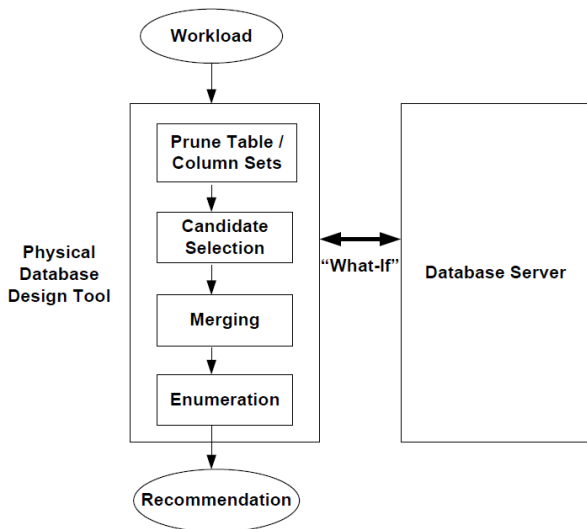 Workload
Prune Table /
Column Sets
Candidate
Selection
Physical
Database
Design Tool
“What-If”
Database Server
Merging
Enumeration
Recommendation